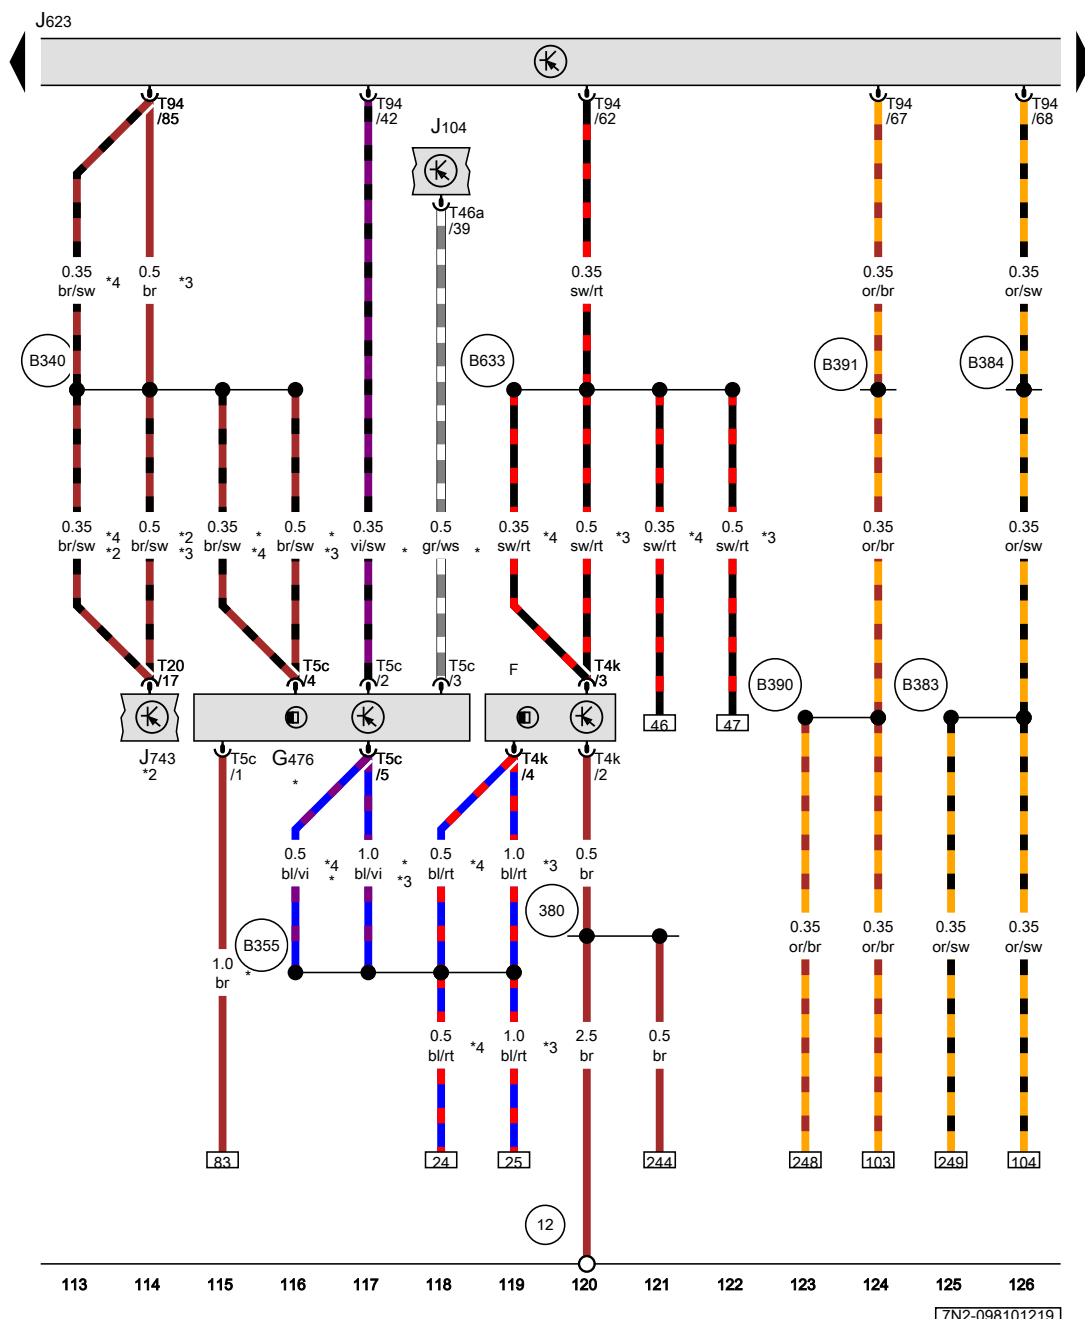 J623
T94
/85
T94
/42
T94
/62
T94
/67
T94
/68
J104
T46a
/39
0.35
br/sw
*4
0.5
br
*3
0.35
sw/rt
0.35
or/br
0.35
or/sw
B340
B633
B391
B384
0.35
br/sw
*4
*2
0.5
br/sw
*2
*3
0.35
br/sw
*
*4
0.5
br/sw
*
*3
0.35
vi/sw
*
0.5
gr/ws
*
0.35
sw/rt
*4
0.5
sw/rt
*3
0.35
sw/rt
*4
0.5
sw/rt
*3
0.35
or/br
0.35
or/sw
T20
/17
T5c
/4
T5c
/2
T5c
/3
F
T4k
/3
B390
B383
46
47
J743
*2
T5c
/1
G476
*
T5c
/5
T4k
/4
T4k
/2
0.5
bl/vi
*4
*
1.0
bl/vi
*
*3
0.5
bl/rt
*4
1.0
bl/rt
*3
0.5
br
380
B355
1.0
br
*
0.35
or/br
0.35
or/br
0.35
or/sw
0.35
or/sw
0.5
bl/rt
*4
1.0
bl/rt
*3
2.5
br
0.5
br
83
24
25
244
248
103
249
104
12
113 114 115 116 117 118 119 120 121 122 123 124 125 126
7N2-098101219